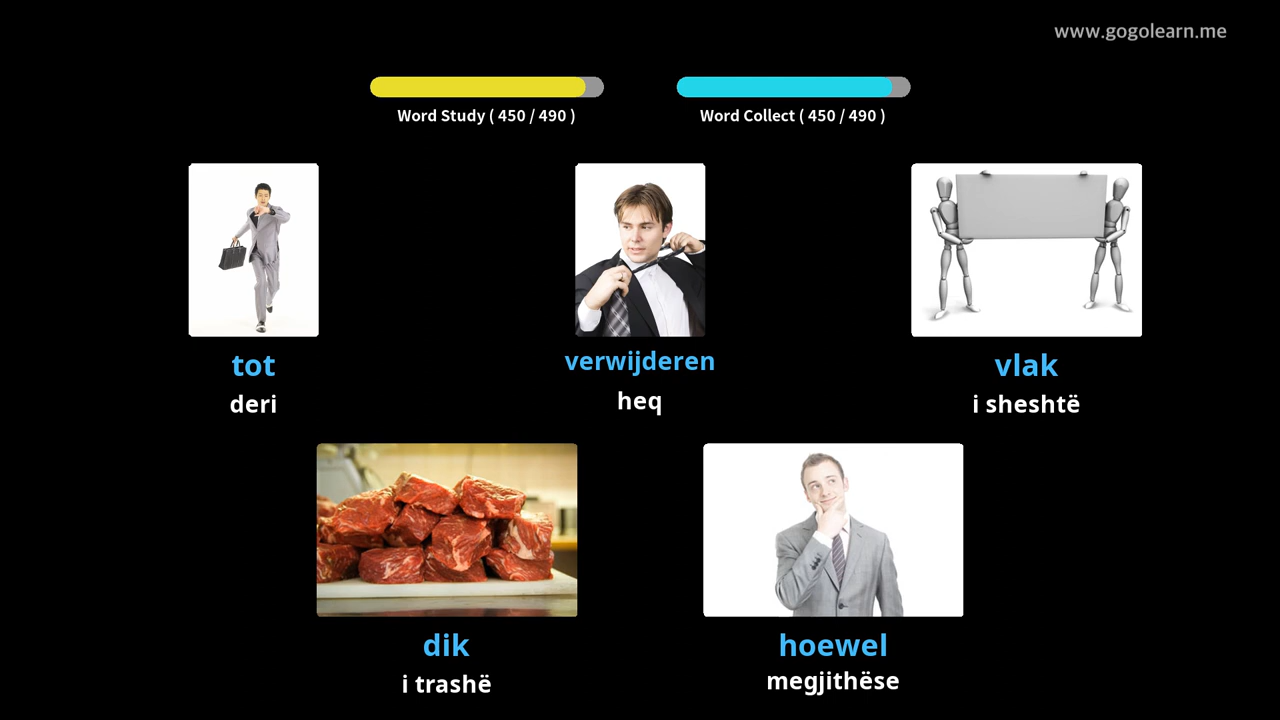 www.gogolearn.me
Word Study ( 450 / 490 )
Word Collect ( 450 / 490 )
tot
deri
verwijderen
heq
vlak
i sheshtë
dik
i trashë
hoewel
megjithëse